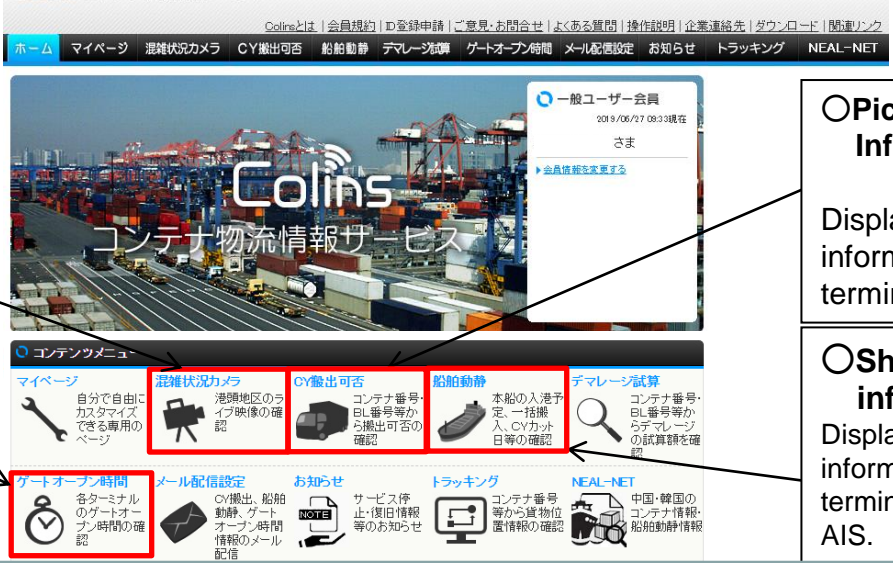 Colinsとは | 会員規約 | ID登録申請 | ご意見・お問合せ | よくある質問 | 操作説明 | 企業連絡先 | ダウンロード | 関連リンク
ホーム マイページ 混雑状況カメラ CY搬出可否 船舶動静 デマレージ試算 ゲートオープン時間 メール配信設定 お知らせ トラッキング NEAL-NET
Colins
コンテナ物流情報サービス
一般ユーザー会員
2019/06/27 09:33現在
さま
会員情報を変更する
コンテンツメニュー
マイページ
自分で自由に
カスタマイズ
できる専用の
ページ
混雑状況カメラ
港頭地区のラ
イブ映像の確
認
CY搬出可否
コンテナ番号・
BL番号等か
ら搬出可否の
確認
船舶動静
本船の入港予
定、一括搬
入、CYカット
日等の確認
デマレージ試算
コンテナ番号・
BL番号等か
らデマレージ
の試算額を確
認
ゲートオープン時間
各ターミナル
のゲートオー
プン時間の確
認
メール配信設定
CY搬出、船舶
動静、ゲート
オープン時間
情報のメール
配信
お知らせ
NOTE
サービス停
止・復旧情報
等のお知らせ
トラッキング
コンテナ番号
等から貨物位
置情報の確認
NEAL-NET
中国・韓国の
コンテナ情報・
船舶動静情報
○Pic
Inf
Displa
inform
termin
○Sh
inf
Displa
inform
termin
AIS.